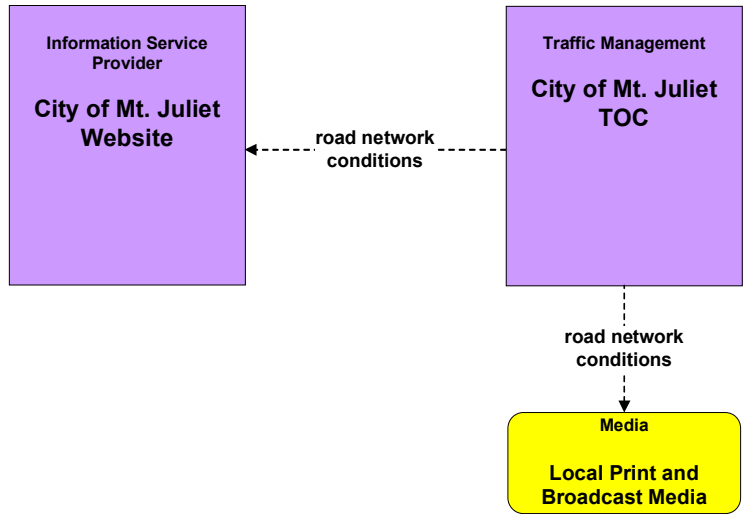 Information Service
Provider
City of Mt. Juliet
Website
road network
conditions
Traffic Management
City of Mt. Juliet
TOC
road network
conditions
Media
Local Print and
Broadcast Media